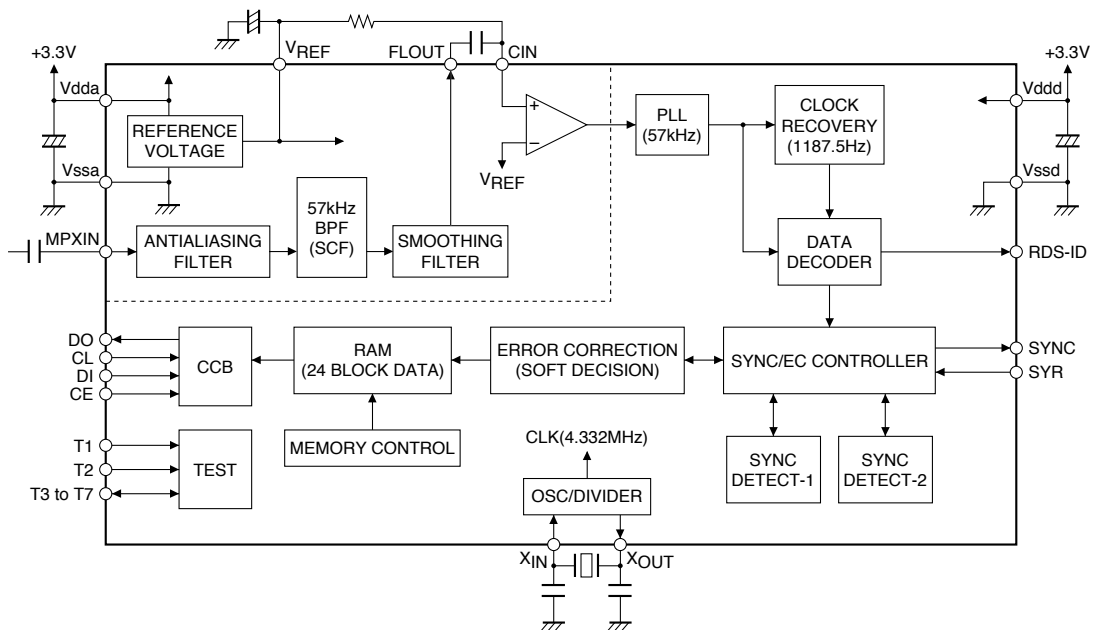 +3.3V
VREF
FLOUT
CIN
+3.3V
Vdda
REFERENCE
VOLTAGE
Vssa
+
−
VREF
PLL
(57kHz)
CLOCK
RECOVERY
(1187.5Hz)
Vddd
Vssd
MPXIN
ANTIALIASING
FILTER
57kHz
BPF
(SCF)
SMOOTHING
FILTER
DATA
DECODER
RDS-ID
DO
CL
DI
CE
CCB
RAM
(24 BLOCK DATA)
ERROR CORRECTION
(SOFT DECISION)
SYNC/EC CONTROLLER
SYNC
SYR
T1
T2
T3 to T7
TEST
MEMORY CONTROL
CLK(4.332MHz)
OSC/DIVIDER
SYNC
DETECT-1
SYNC
DETECT-2
XIN
XOUT